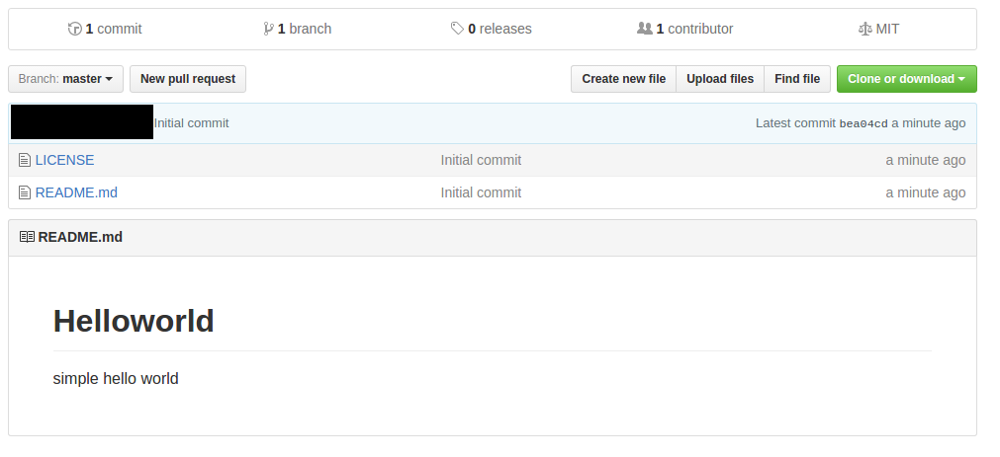 1 commit 1 branch 0 releases 1 contributor MIT
Branch: master New pull request Create new file Upload files Find file Clone or download
Initial commit Latest commit bea04cd a minute ago
LICENSE Initial commit a minute ago
README.md Initial commit a minute ago
README.md
Helloworld
simple hello world